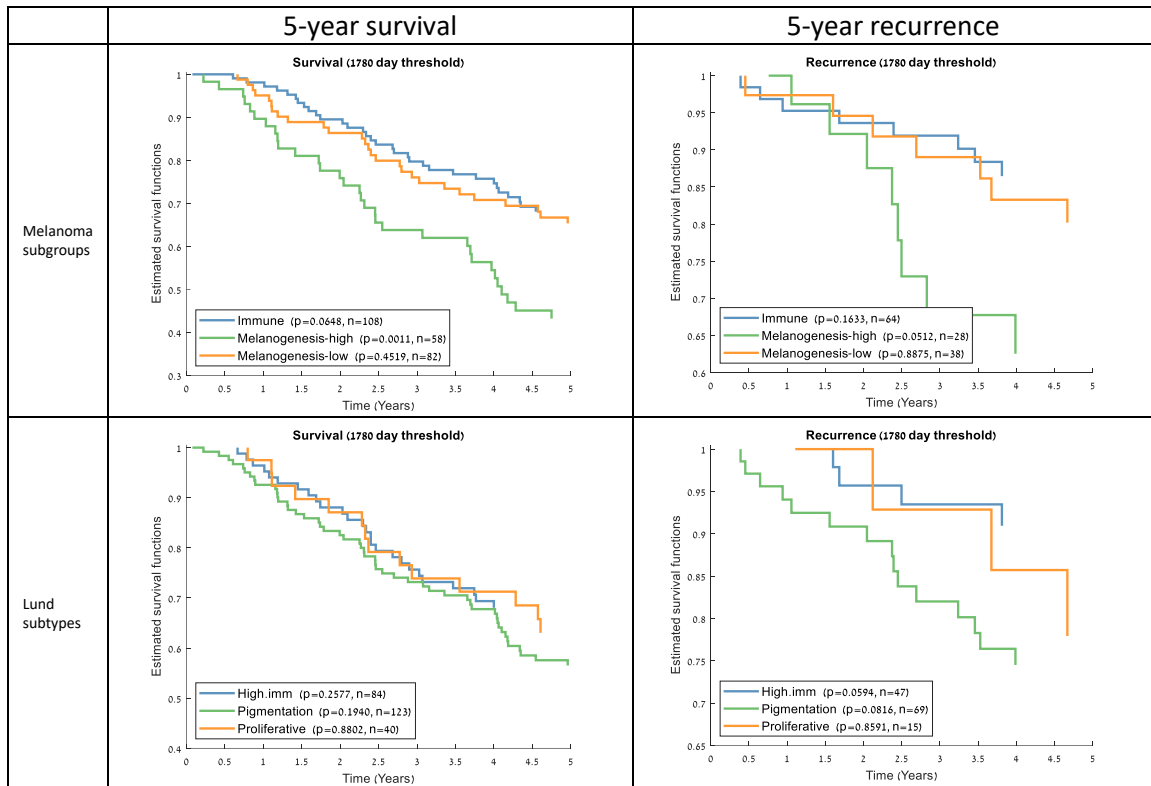 5-year survival
5-year recurrence
Melanoma
subgroups
Survival (1780 day threshold)
Estimated survival functions
1
0.9
0.8
0.7
0.6
0.5
0.4
0.3
Immune (p=0.0648, n=108)
Melanogenesis-high (p=0.0011, n=58)
Melanogenesis-low (p=0.4519, n=82)
0 0.5 1 1.5 2 2.5 3 3.5 4 4.5 5
Time (Years)
Recurrence (1780 day threshold)
Estimated survival functions
1
0.95
0.9
0.85
0.8
0.75
0.7
0.65
0.6
Immune (p=0.1633, n=64)
Melanogenesis-high (p=0.0512, n=28)
Melanogenesis-low (p=0.8875, n=38)
0 0.5 1 1.5 2 2.5 3 3.5 4 4.5 5
Time (Years)
Lund
subtypes
Survival (1780 day threshold)
Estimated survival functions
1
0.9
0.8
0.7
0.6
0.5
0.4
High.imm (p=0.2577, n=84)
Pigmentation (p=0.1940, n=123)
Proliferative (p=0.8802, n=40)
0 0.5 1 1.5 2 2.5 3 3.5 4 4.5 5
Time (Years)
Recurrence (1780 day threshold)
Estimated survival functions
1
0.95
0.9
0.85
0.8
0.75
0.7
0.65
High.imm (p=0.0594, n=47)
Pigmentation (p=0.0816, n=69)
Proliferative (p=0.8591, n=15)
0 0.5 1 1.5 2 2.5 3 3.5 4 4.5 5
Time (Years)